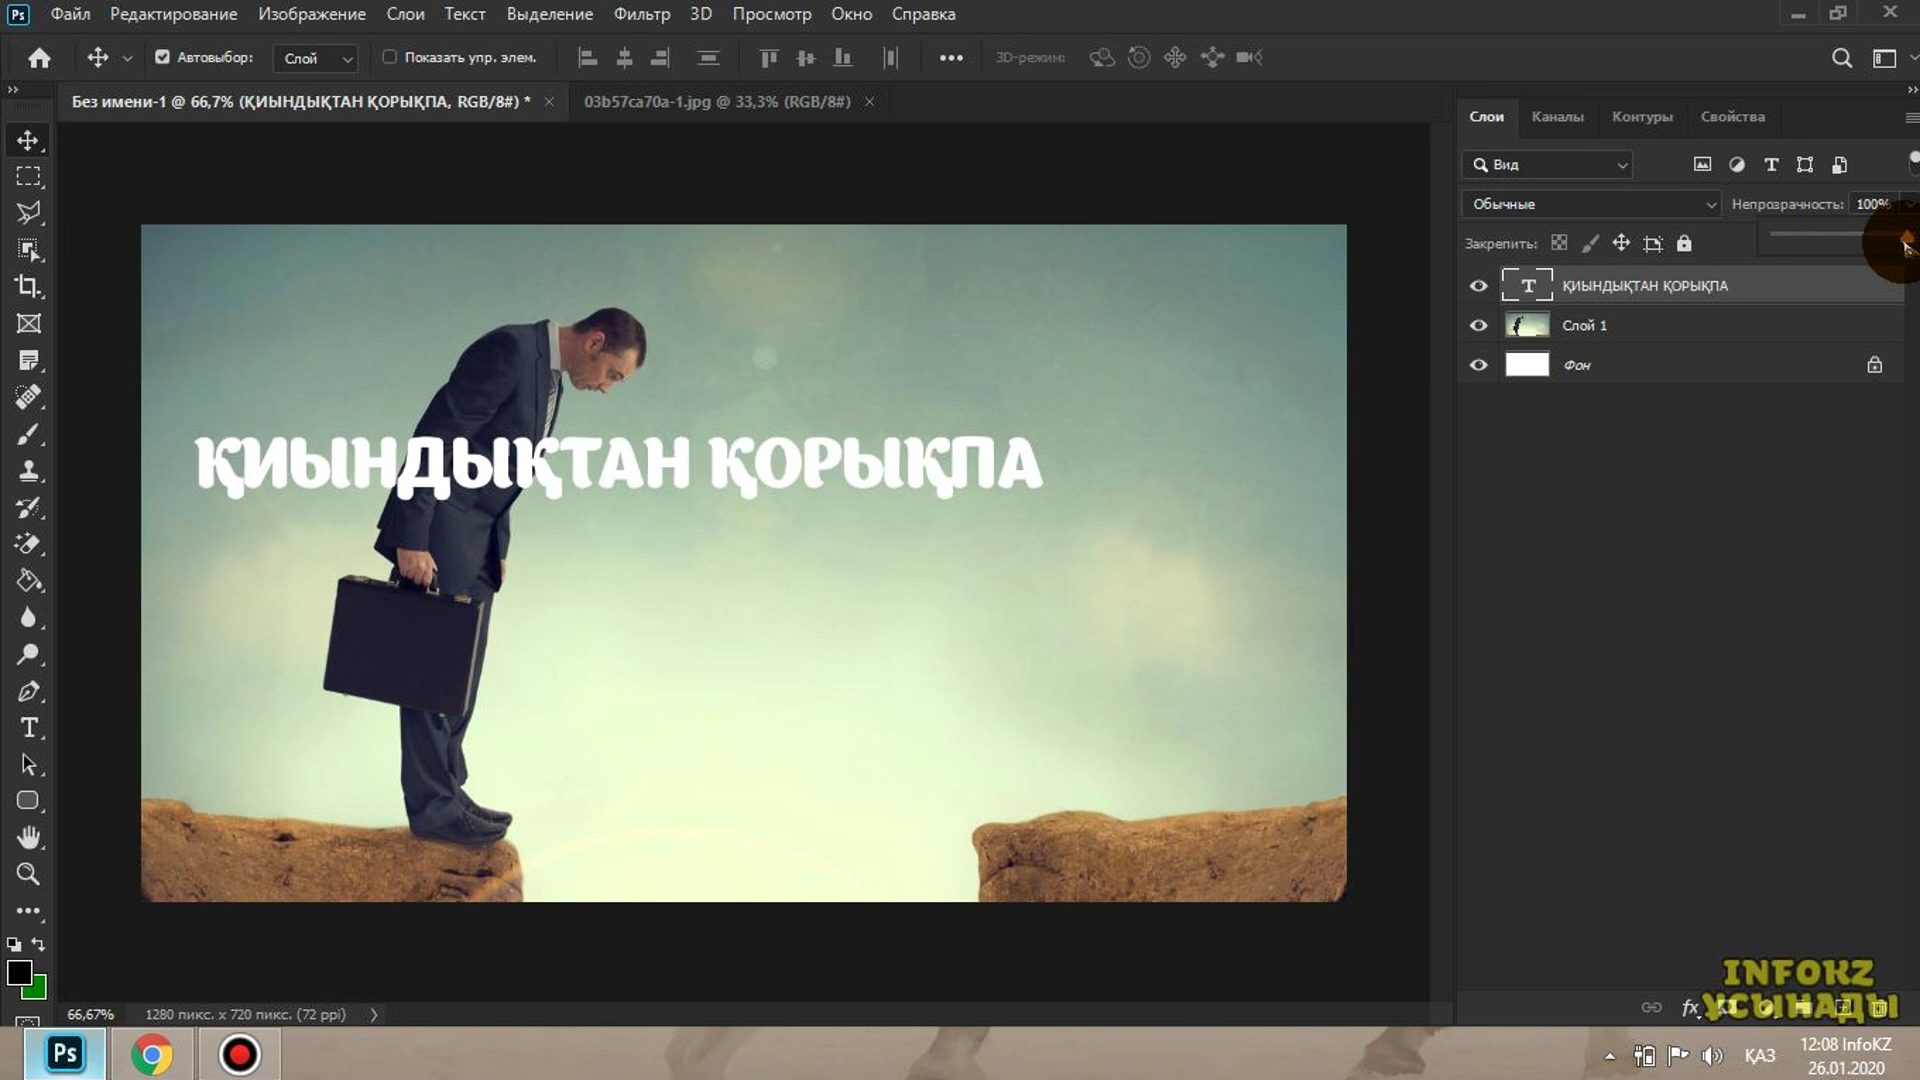 Ps Файл Редактирование Изображение Слои Текст Выделение Фильтр 3D Просмотр Окно Справка
Автовыбор: Слой Показать упр. элем. 3D-режим:
Без имени-1 @ 66,7% (ҚИЫНДЫҚТАН ҚОРЫҚПА, RGB/8#) * 03b57ca70a-1.jpg @ 33,3% (RGB/8#)
Слои Каналы Контуры Свойства
Вид
Обычные Непрозрачность: 100%
Закрепить:
T ҚИЫНДЫҚТАН ҚОРЫҚПА
Слой 1
Фон
ҚИЫНДЫҚТАН ҚОРЫҚПА
66,67% 1280 пикс. x 720 пикс. (72 ppi)
fx
INFOKZ
ҰСЫНАДЫ
Ps
ҚАЗ
12:08 InfoKZ
26.01.2020